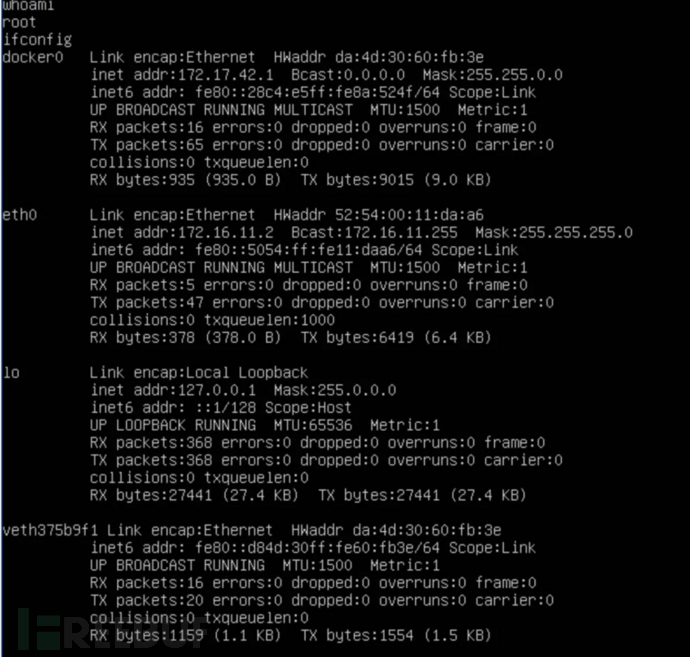 whoami
root
ifconfig
docker0 Link encap:Ethernet HWaddr da:4d:30:60:fb:3e
inet addr:172.17.42.1 Bcast:0.0.0.0 Mask:255.255.0.0
inet6 addr: fe80::28c4:e5ff:fe8a:524f/64 Scope:Link
UP BROADCAST RUNNING MULTICAST MTU:1500 Metric:1
RX packets:16 errors:0 dropped:0 overruns:0 frame:0
TX packets:65 errors:0 dropped:0 overruns:0 carrier:0
collisions:0 txqueuelen:0
RX bytes:935 (935.0 B) TX bytes:9015 (9.0 KB)
eth0 Link encap:Ethernet HWaddr 52:54:00:11:da:a6
inet addr:172.16.11.2 Bcast:172.16.11.255 Mask:255.255.255.0
inet6 addr: fe80::5054:ff:fe11:daa6/64 Scope:Link
UP BROADCAST RUNNING MULTICAST MTU:1500 Metric:1
RX packets:5 errors:0 dropped:0 overruns:0 frame:0
TX packets:47 errors:0 dropped:0 overruns:0 carrier:0
collisions:0 txqueuelen:1000
RX bytes:378 (378.0 B) TX bytes:6419 (6.4 KB)
lo Link encap:Local Loopback
inet addr:127.0.0.1 Mask:255.0.0.0
inet6 addr: ::1/128 Scope:Host
UP LOOPBACK RUNNING MTU:65536 Metric:1
RX packets:368 errors:0 dropped:0 overruns:0 frame:0
TX packets:368 errors:0 dropped:0 overruns:0 carrier:0
collisions:0 txqueuelen:0
RX bytes:27441 (27.4 KB) TX bytes:27441 (27.4 KB)
veth375b9f1 Link encap:Ethernet HWaddr da:4d:30:60:fb:3e
inet6 addr: fe80::d84d:30ff:fe60:fb3e/64 Scope:Link
UP BROADCAST RUNNING MTU:1500 Metric:1
RX packets:16 errors:0 dropped:0 overruns:0 frame:0
TX packets:20 errors:0 dropped:0 overruns:0 carrier:0
collisions:0 txqueuelen:0
RX bytes:1159 (1.1 KB) TX bytes:1554 (1.5 KB)
FREEBUF